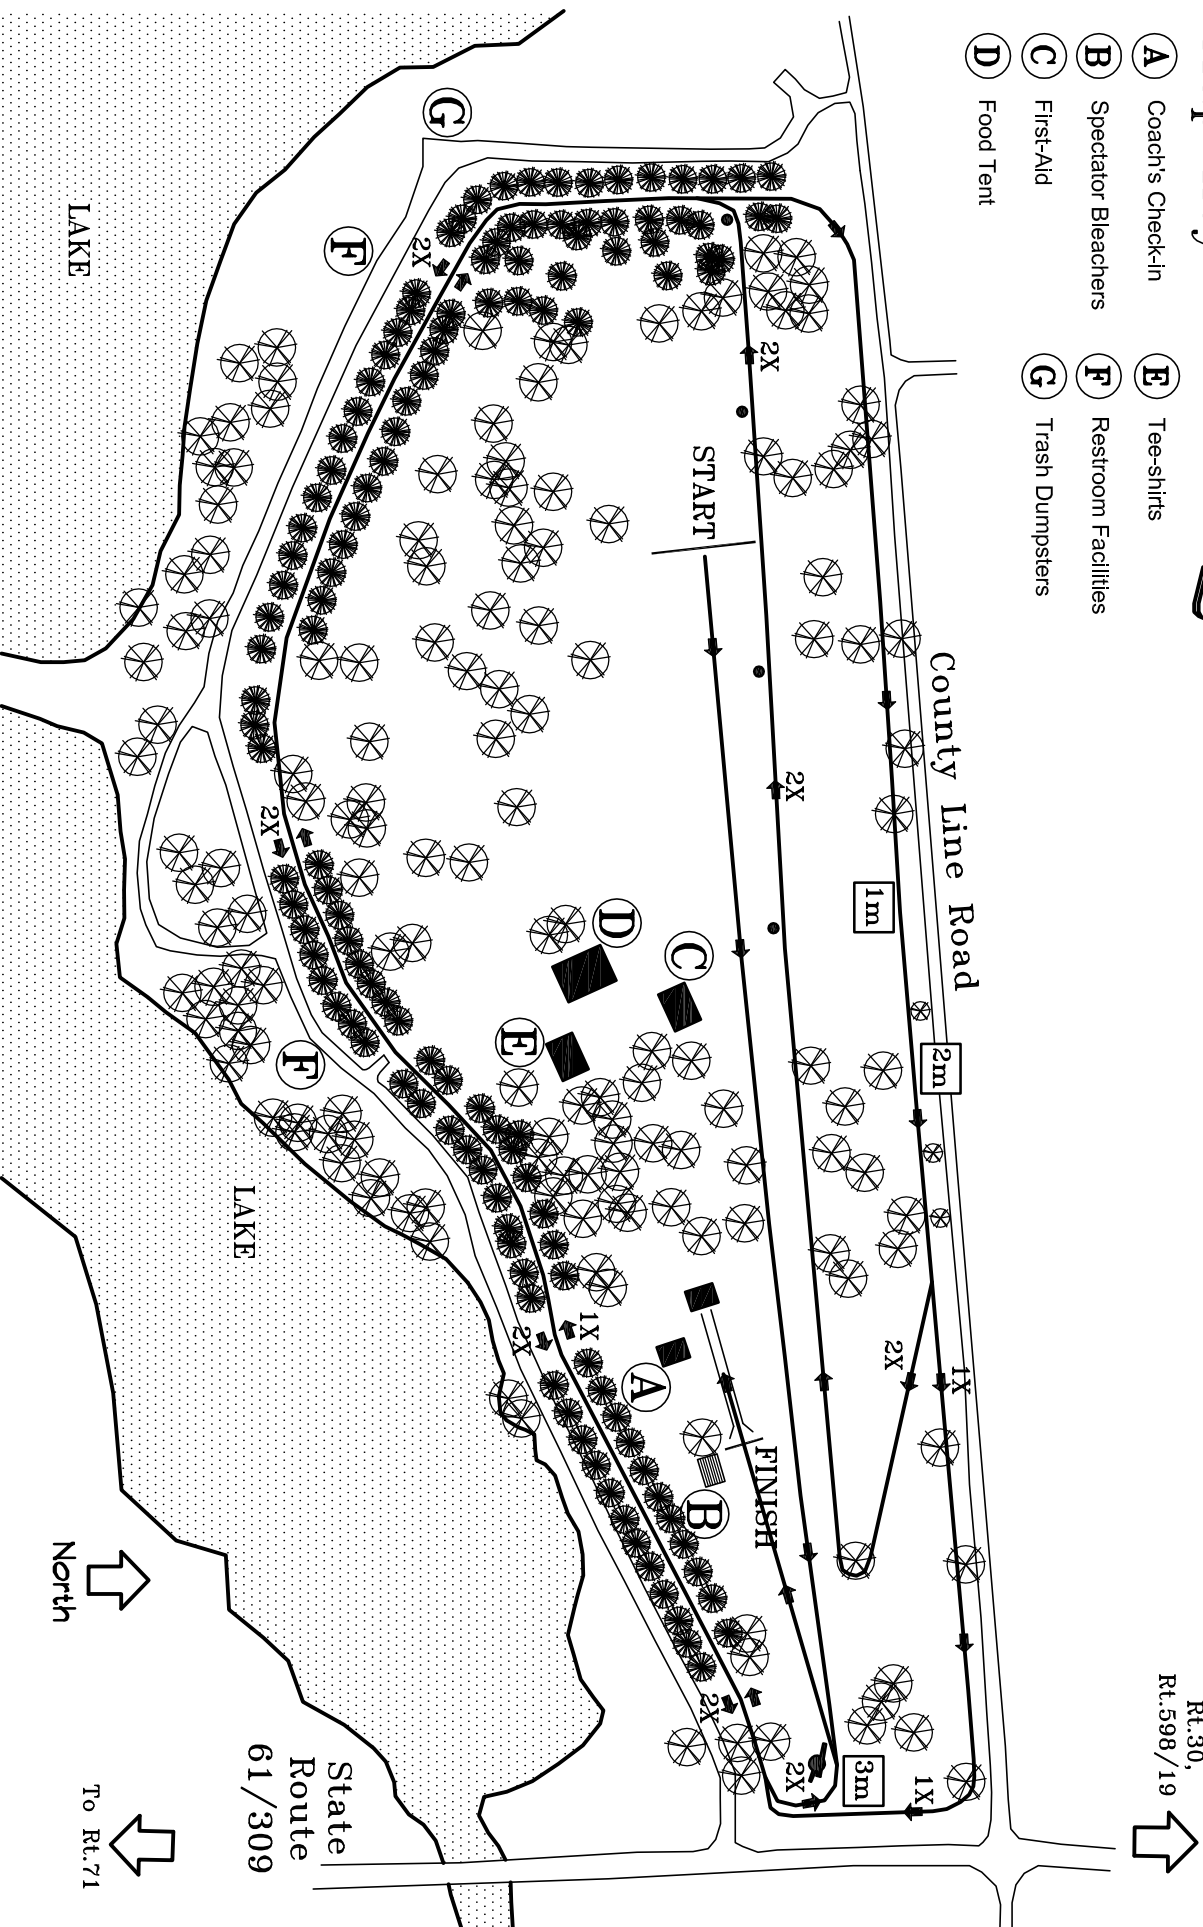 A Coach's Check-in
B Spectator Bleachers
C First-Aid
D Food Tent
E Tee-shirts
F Restroom Facilities
G Trash Dumpsters
Rt.30,
Rt.598/19
County Line Road
1m
2m
1X
2X
1X
3m
2X
2X
START
FINISH
2X
D
C
E
A
B
1X
2X
2X
2X
2X
G
F
F
LAKE
LAKE
North
State
Route
61/309
To Rt.71